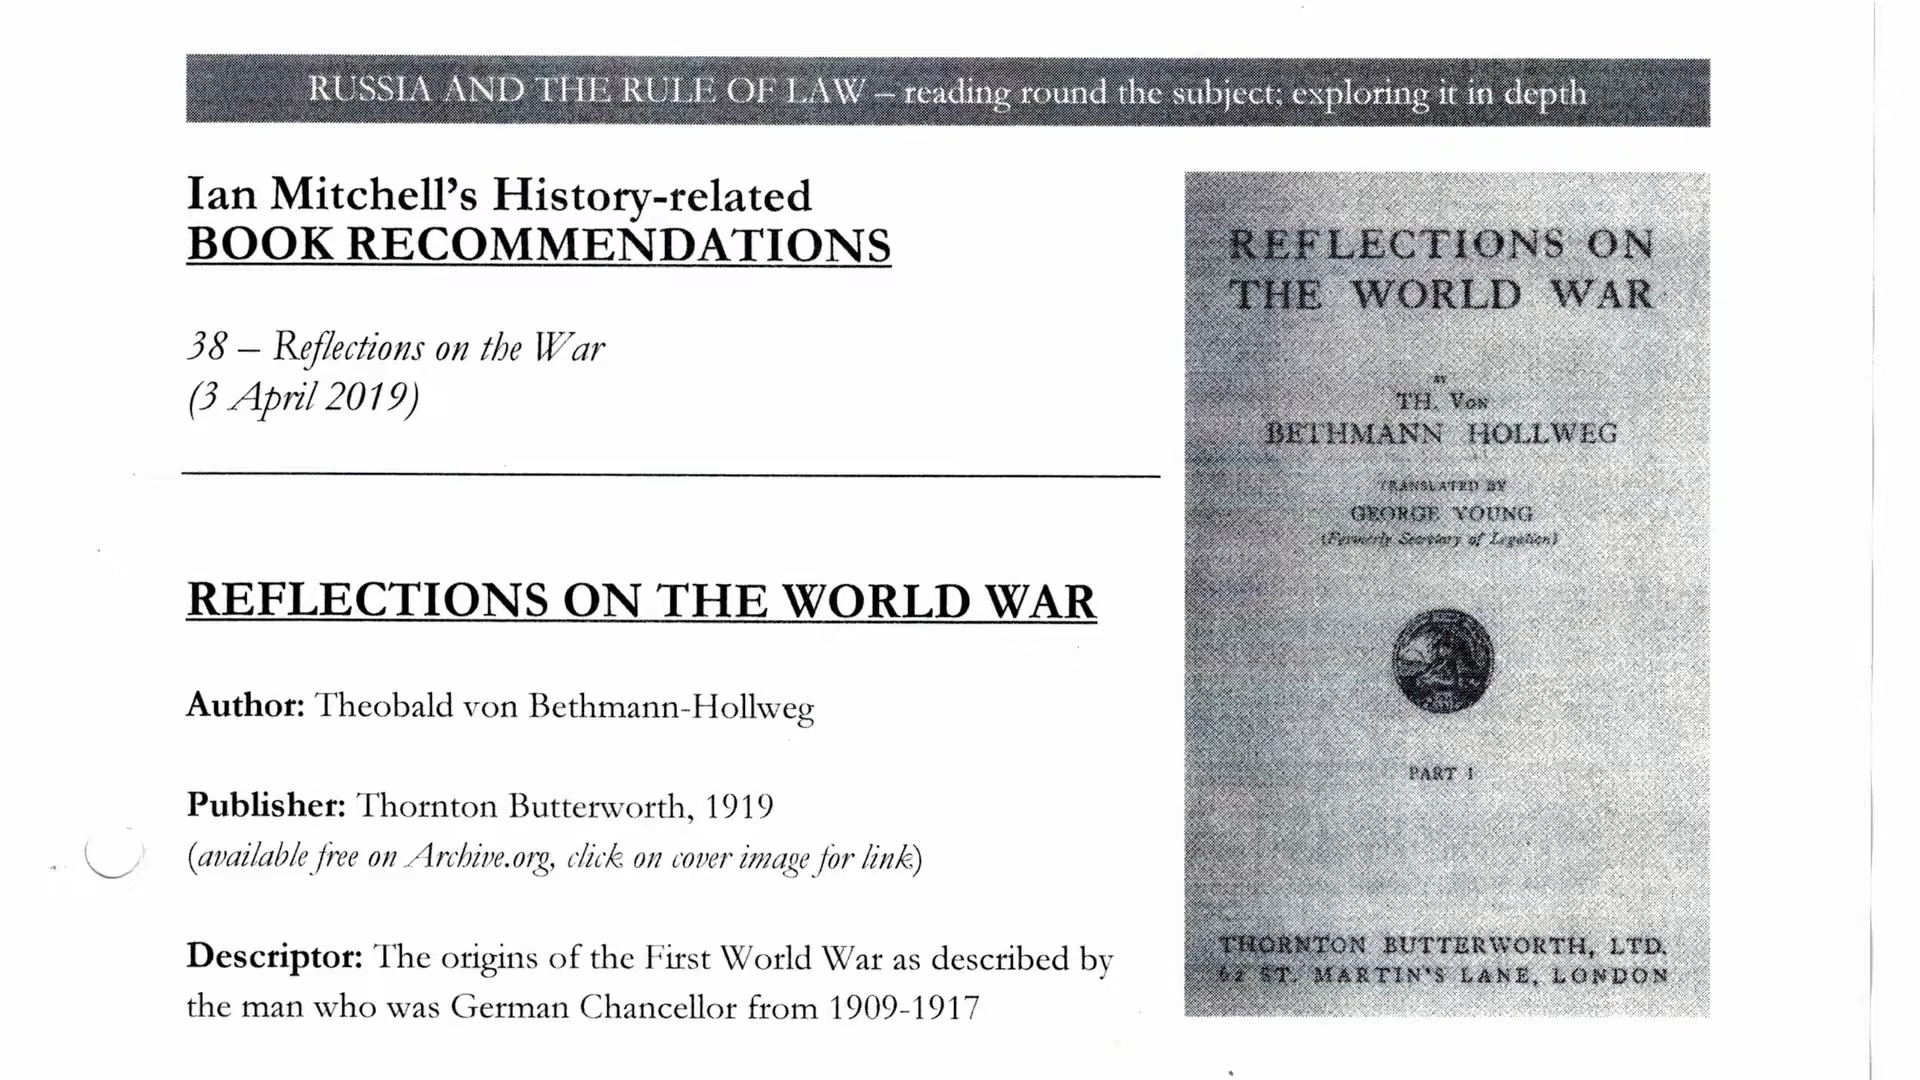 RUSSIA AND THE RULE OF LAW – reading round the subject; exploring it in depth
Ian Mitchell's History-related
BOOK RECOMMENDATIONS
38 – Reflections on the War
(3 April 2019)
REFLECTIONS ON THE WORLD WAR
Author: Theobald von Bethmann-Hollweg
Publisher: Thornton Butterworth, 1919
(available free on Archive.org, click on cover image for link)
Descriptor: The origins of the First World War as described by
the man who was German Chancellor from 1909-1917
REFLECTIONS ON
THE WORLD WAR
BY
TH. VON
BETHMANN HOLLWEG
TRANSLATED BY
GEORGE YOUNG
(Formerly Secretary of Legation)
PART I
THORNTON BUTTERWORTH, LTD.
62 ST. MARTIN'S LANE, LONDON